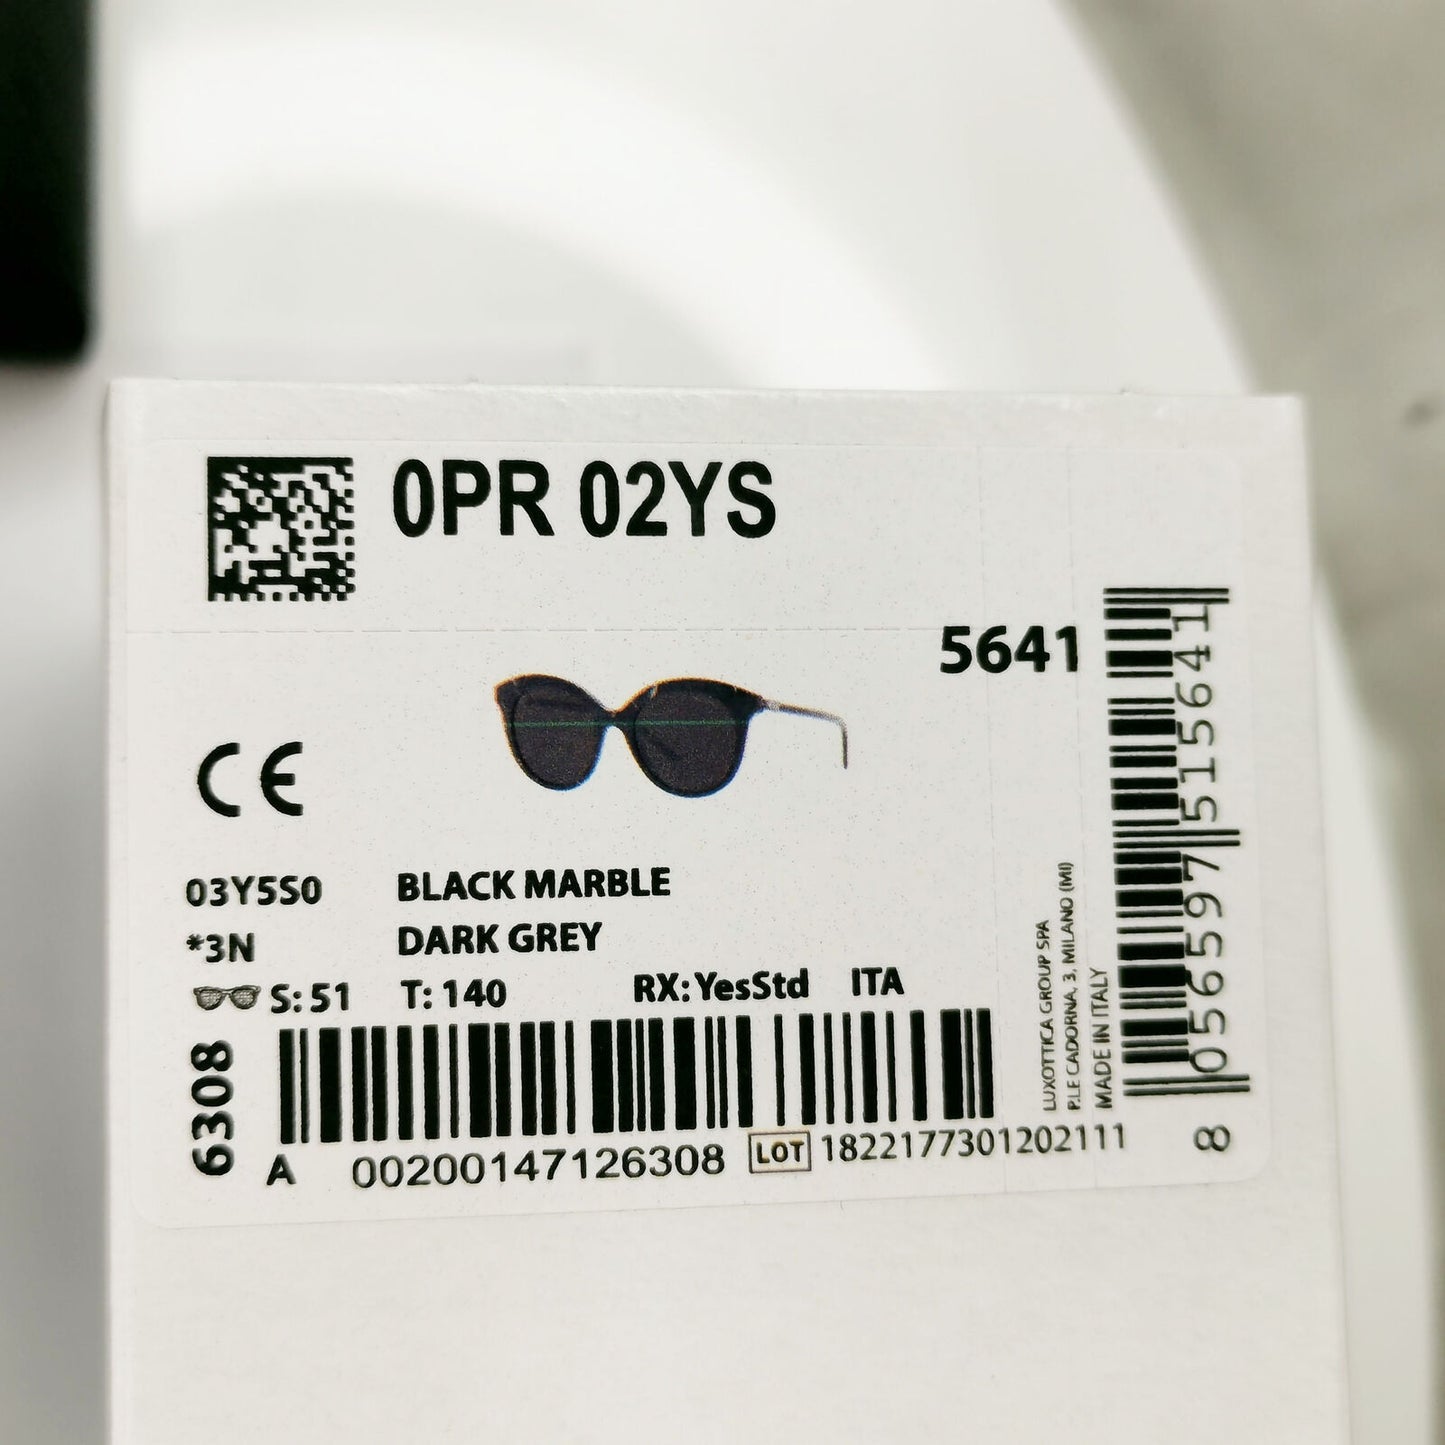 0PR 02YS
5641
CE
03Y5S0 BLACK MARBLE
*3N DARK GREY
S: 51 T: 140 RX: YesStd ITA
6308
A 00200147126308 LOT 1822177301202111
LUXOTTICA GROUP SPA
P.LE CADORNA, 3, MILANO (MI)
MADE IN ITALY
8 056597 515641